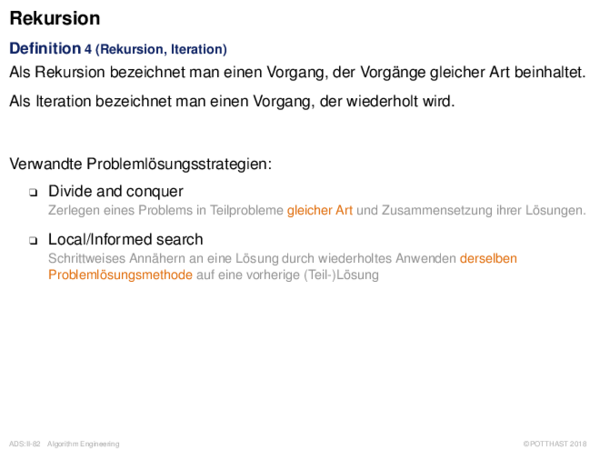 Rekursion
Definition 4 (Rekursion, Iteration)
Als Rekursion bezeichnet man einen Vorgang, der Vorgänge gleicher Art beinhaltet.
Als Iteration bezeichnet man einen Vorgang, der wiederholt wird.
Verwandte Problemlösungsstrategien:
❑ Divide and conquer
Zerlegen eines Problems in Teilprobleme gleicher Art und Zusammensetzung ihrer Lösungen.
❑ Local/Informed search
Schrittweises Annähern an eine Lösung durch wiederholtes Anwenden derselben
Problemlösungsmethode auf eine vorherige (Teil-)Lösung
ADS:II-82 Algorithm Engineering ©POTTHAST 2018